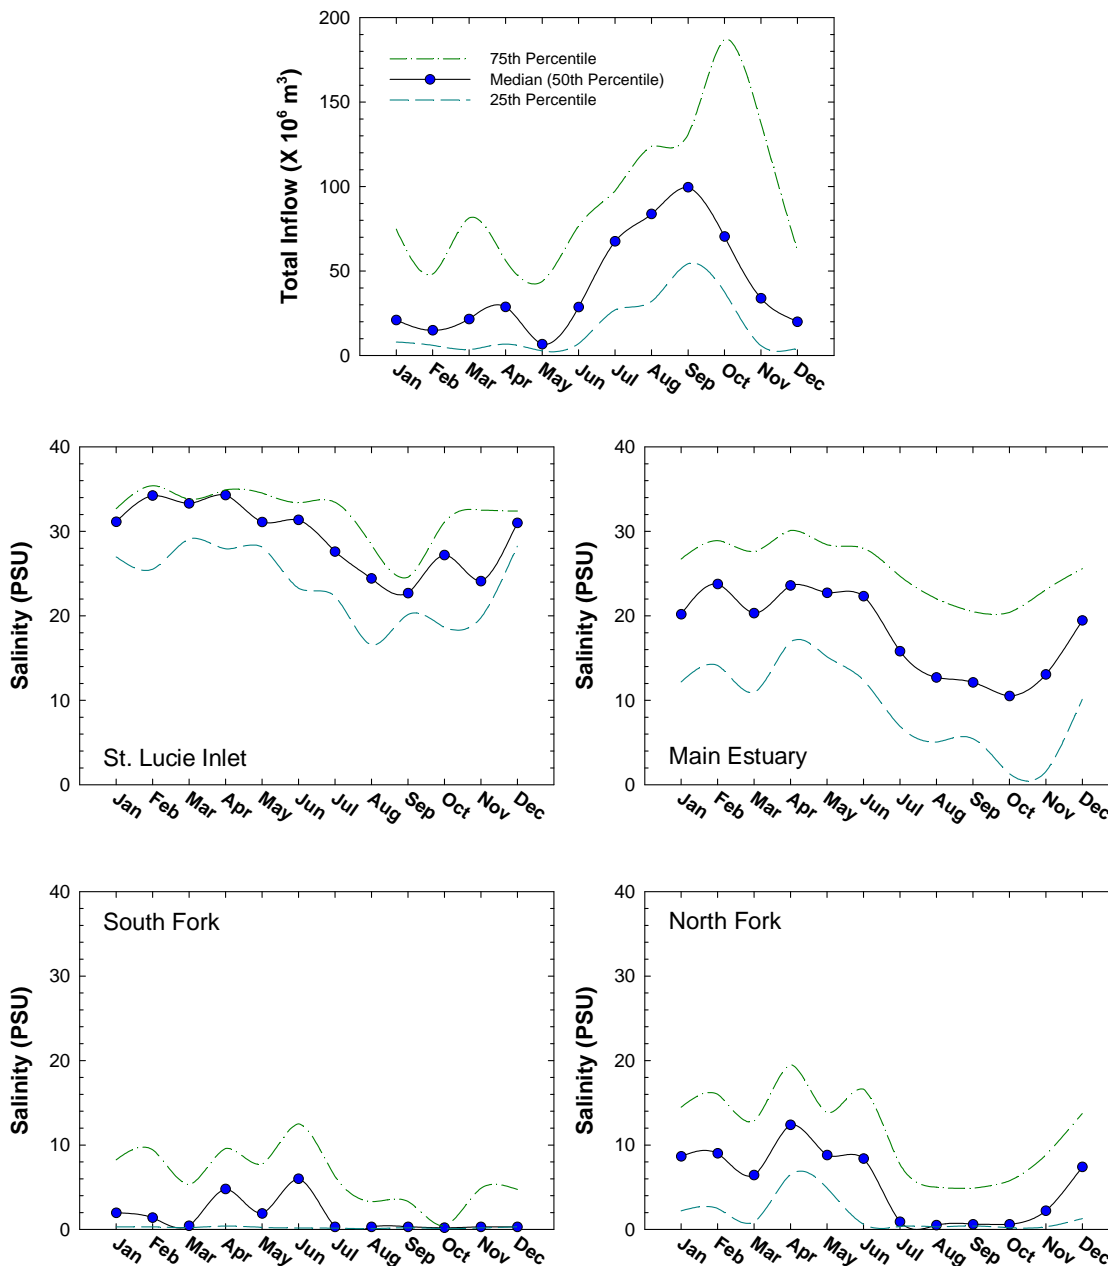 Total Inflow (X 10⁶ m³)
200
150
100
50
0
75th Percentile
Median (50th Percentile)
25th Percentile
Jan Feb Mar Apr May Jun Jul Aug Sep Oct Nov Dec
Salinity (PSU)
40
30
20
10
0
St. Lucie Inlet
Jan Feb Mar Apr May Jun Jul Aug Sep Oct Nov Dec
Salinity (PSU)
40
30
20
10
0
Main Estuary
Jan Feb Mar Apr May Jun Jul Aug Sep Oct Nov Dec
Salinity (PSU)
40
30
20
10
0
South Fork
Jan Feb Mar Apr May Jun Jul Aug Sep Oct Nov Dec
Salinity (PSU)
40
30
20
10
0
North Fork
Jan Feb Mar Apr May Jun Jul Aug Sep Oct Nov Dec